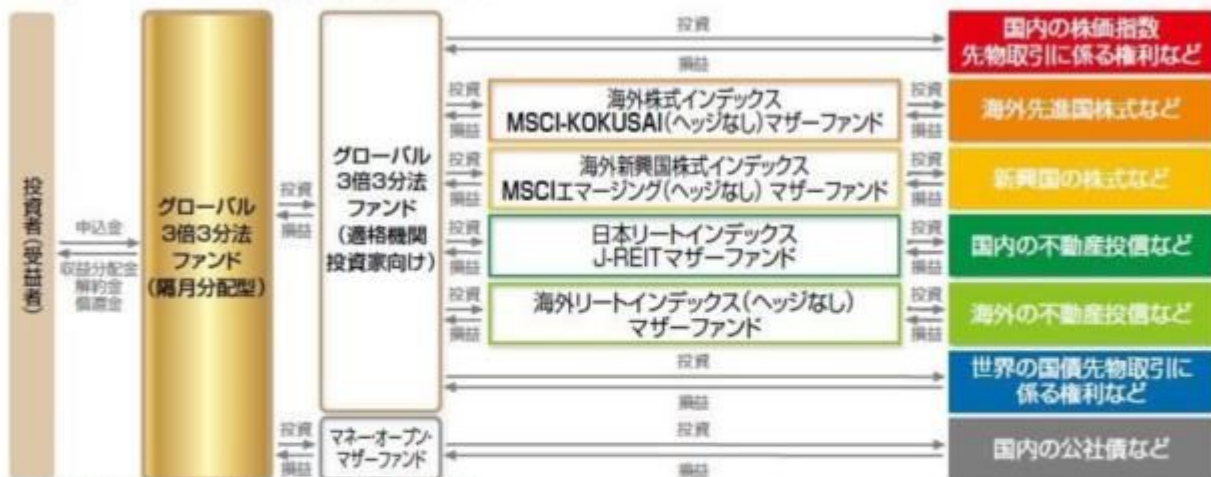 投資者(受益者)
申込金
収益分配金
解約金
償還金
グローバル
3倍3分法
ファンド
(隔月分配型)
投資
損益
グローバル
3倍3分法
ファンド
(適格機関
投資家向け)
投資
損益
国内の株価指数
先物取引に係る権利など
投資
損益
海外株式インデックス
MSCI-KOKUSAI(ヘッジなし)マザーファンド
投資
損益
海外先進国株式など
投資
損益
海外新興国株式インデックス
MSCIエマージング(ヘッジなし) マザーファンド
投資
損益
新興国の株式など
投資
損益
日本リートインデックス
J-REITマザーファンド
投資
損益
国内の不動産投信など
投資
損益
海外リートインデックス(ヘッジなし)
マザーファンド
投資
損益
海外の不動産投信など
投資
損益
世界の国債先物取引に
係る権利など
投資
損益
マネー・オープン・
マザーファンド
投資
損益
国内の公社債など